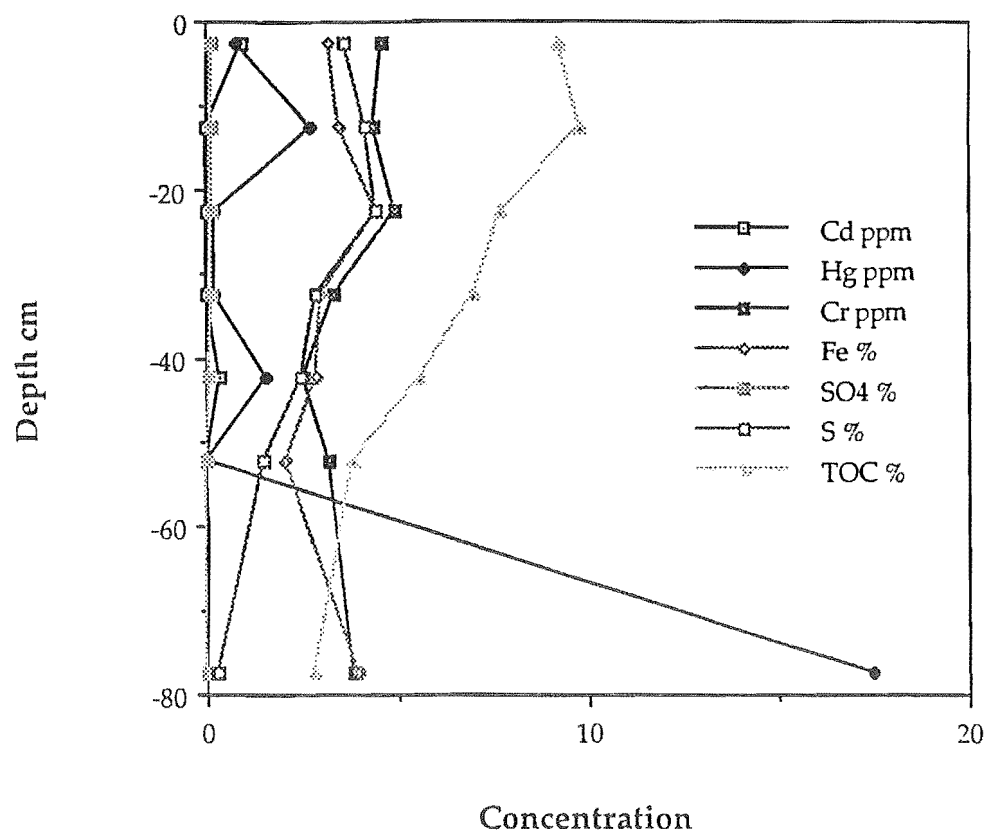 0
-20
-40
-60
-80
Depth cm
0
10
20
Concentration
Cd ppm
Hg ppm
Cr ppm
Fe %
SO4 %
S %
TOC %